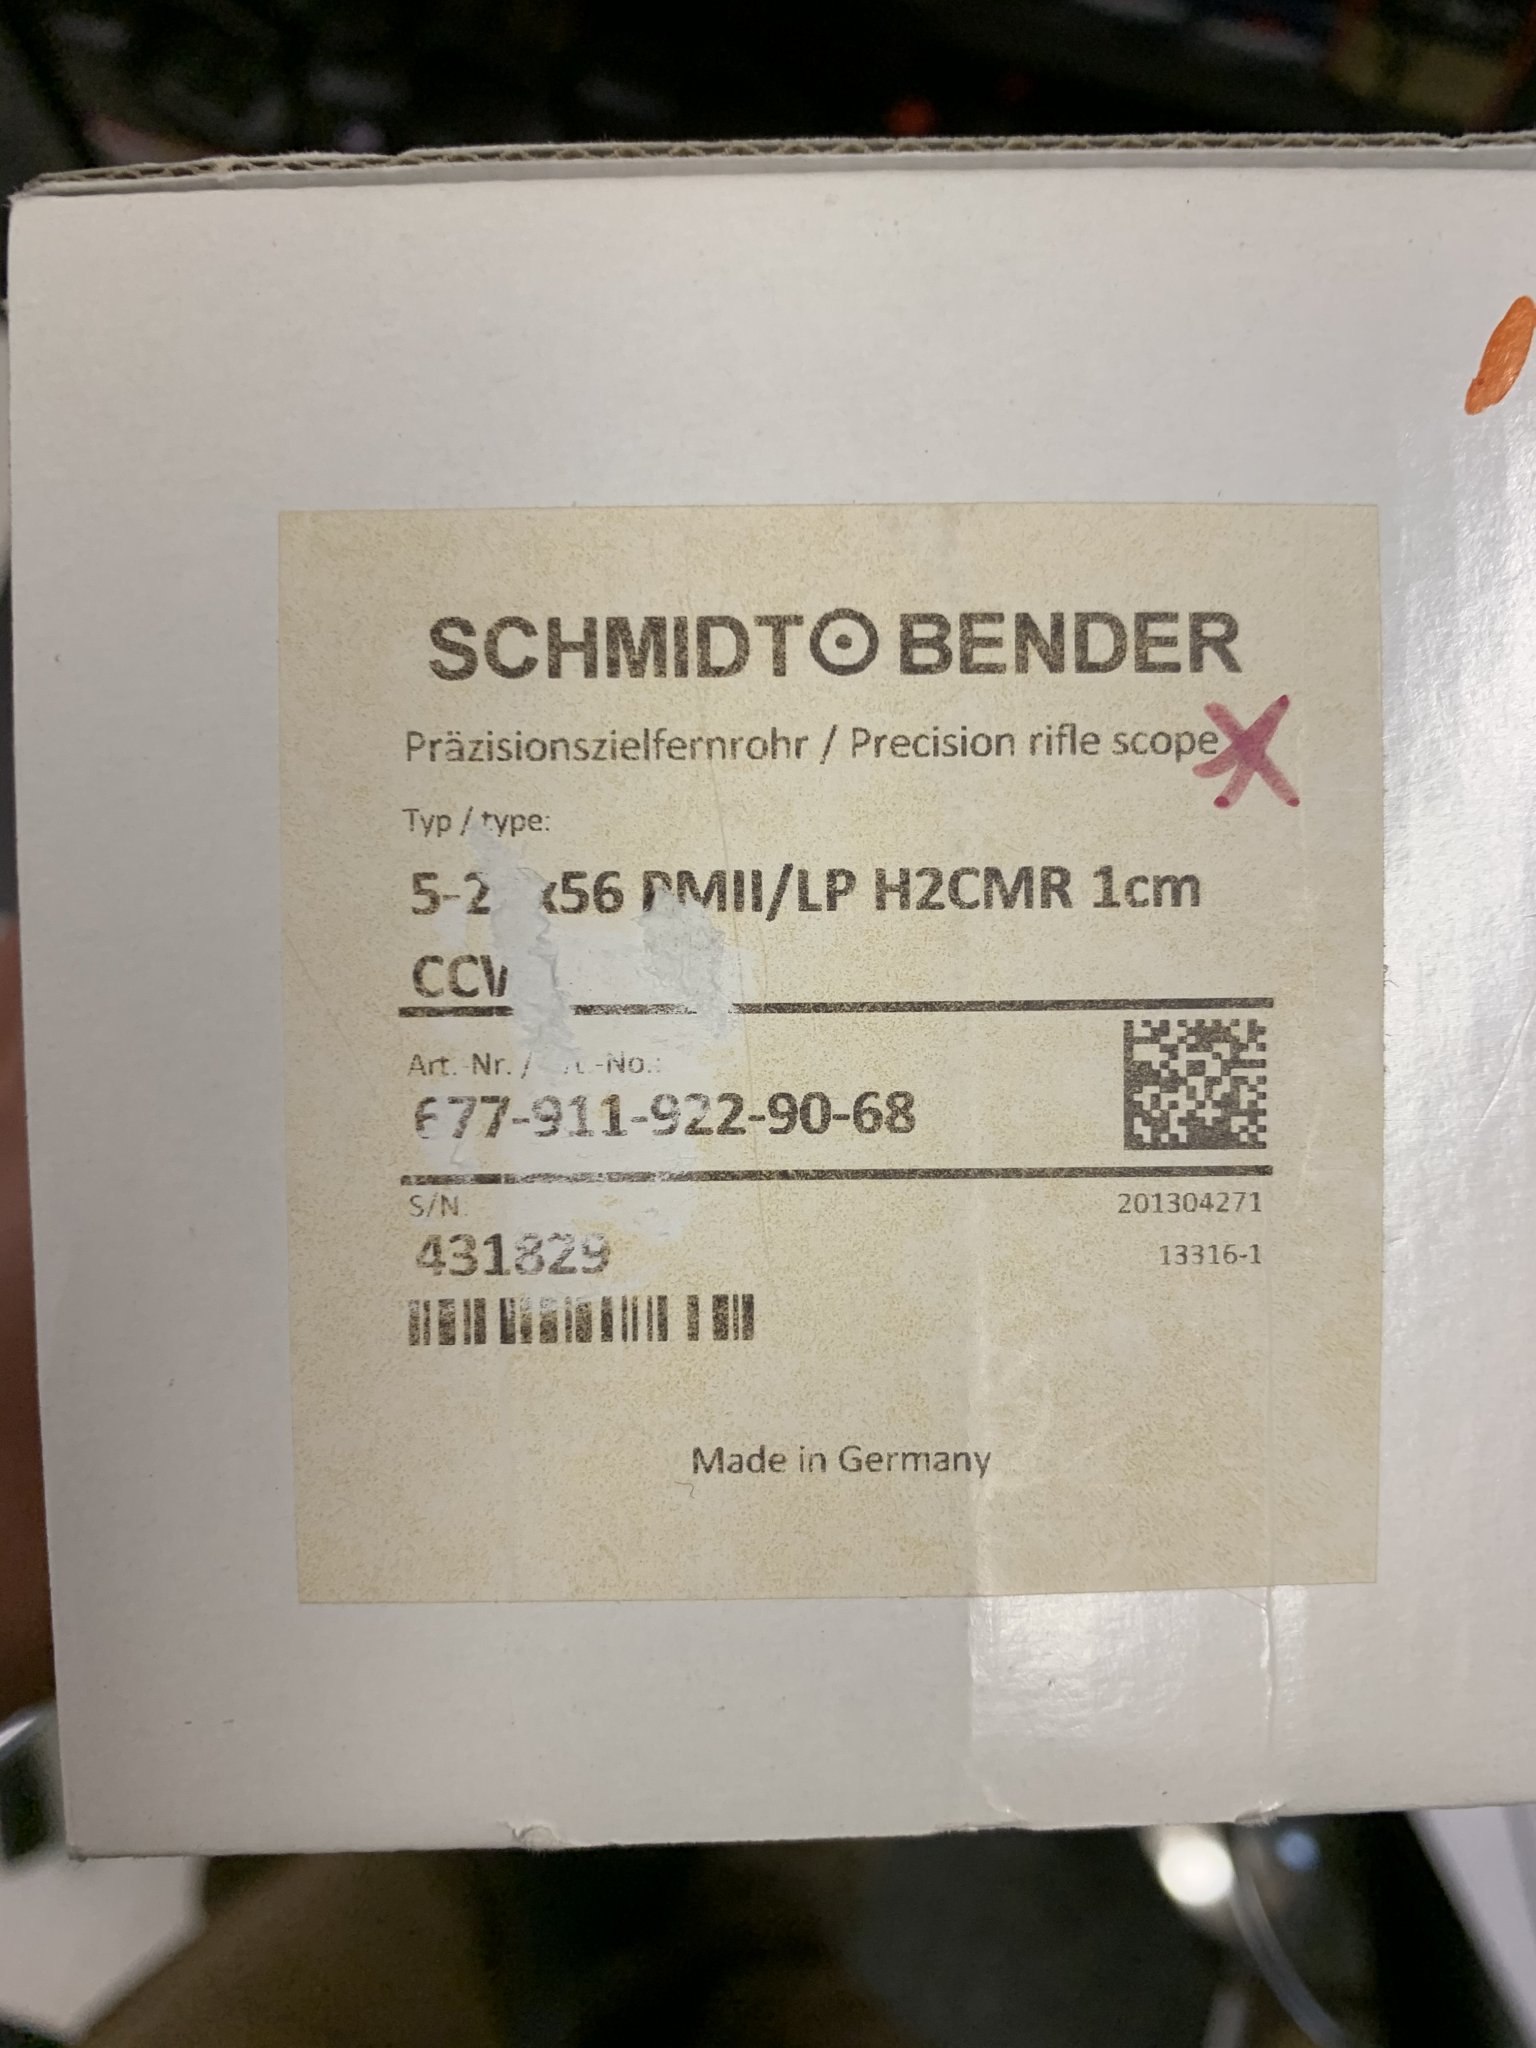 SCHMIDT BENDER
Präzisionszielfernrohr / Precision rifle scope
Typ / type:
PMII/LP H2CMR 1cm
Art.-Nr. /
677-911-922-90-68
S/N.
201304271
431829
13316-1
Made in Germany